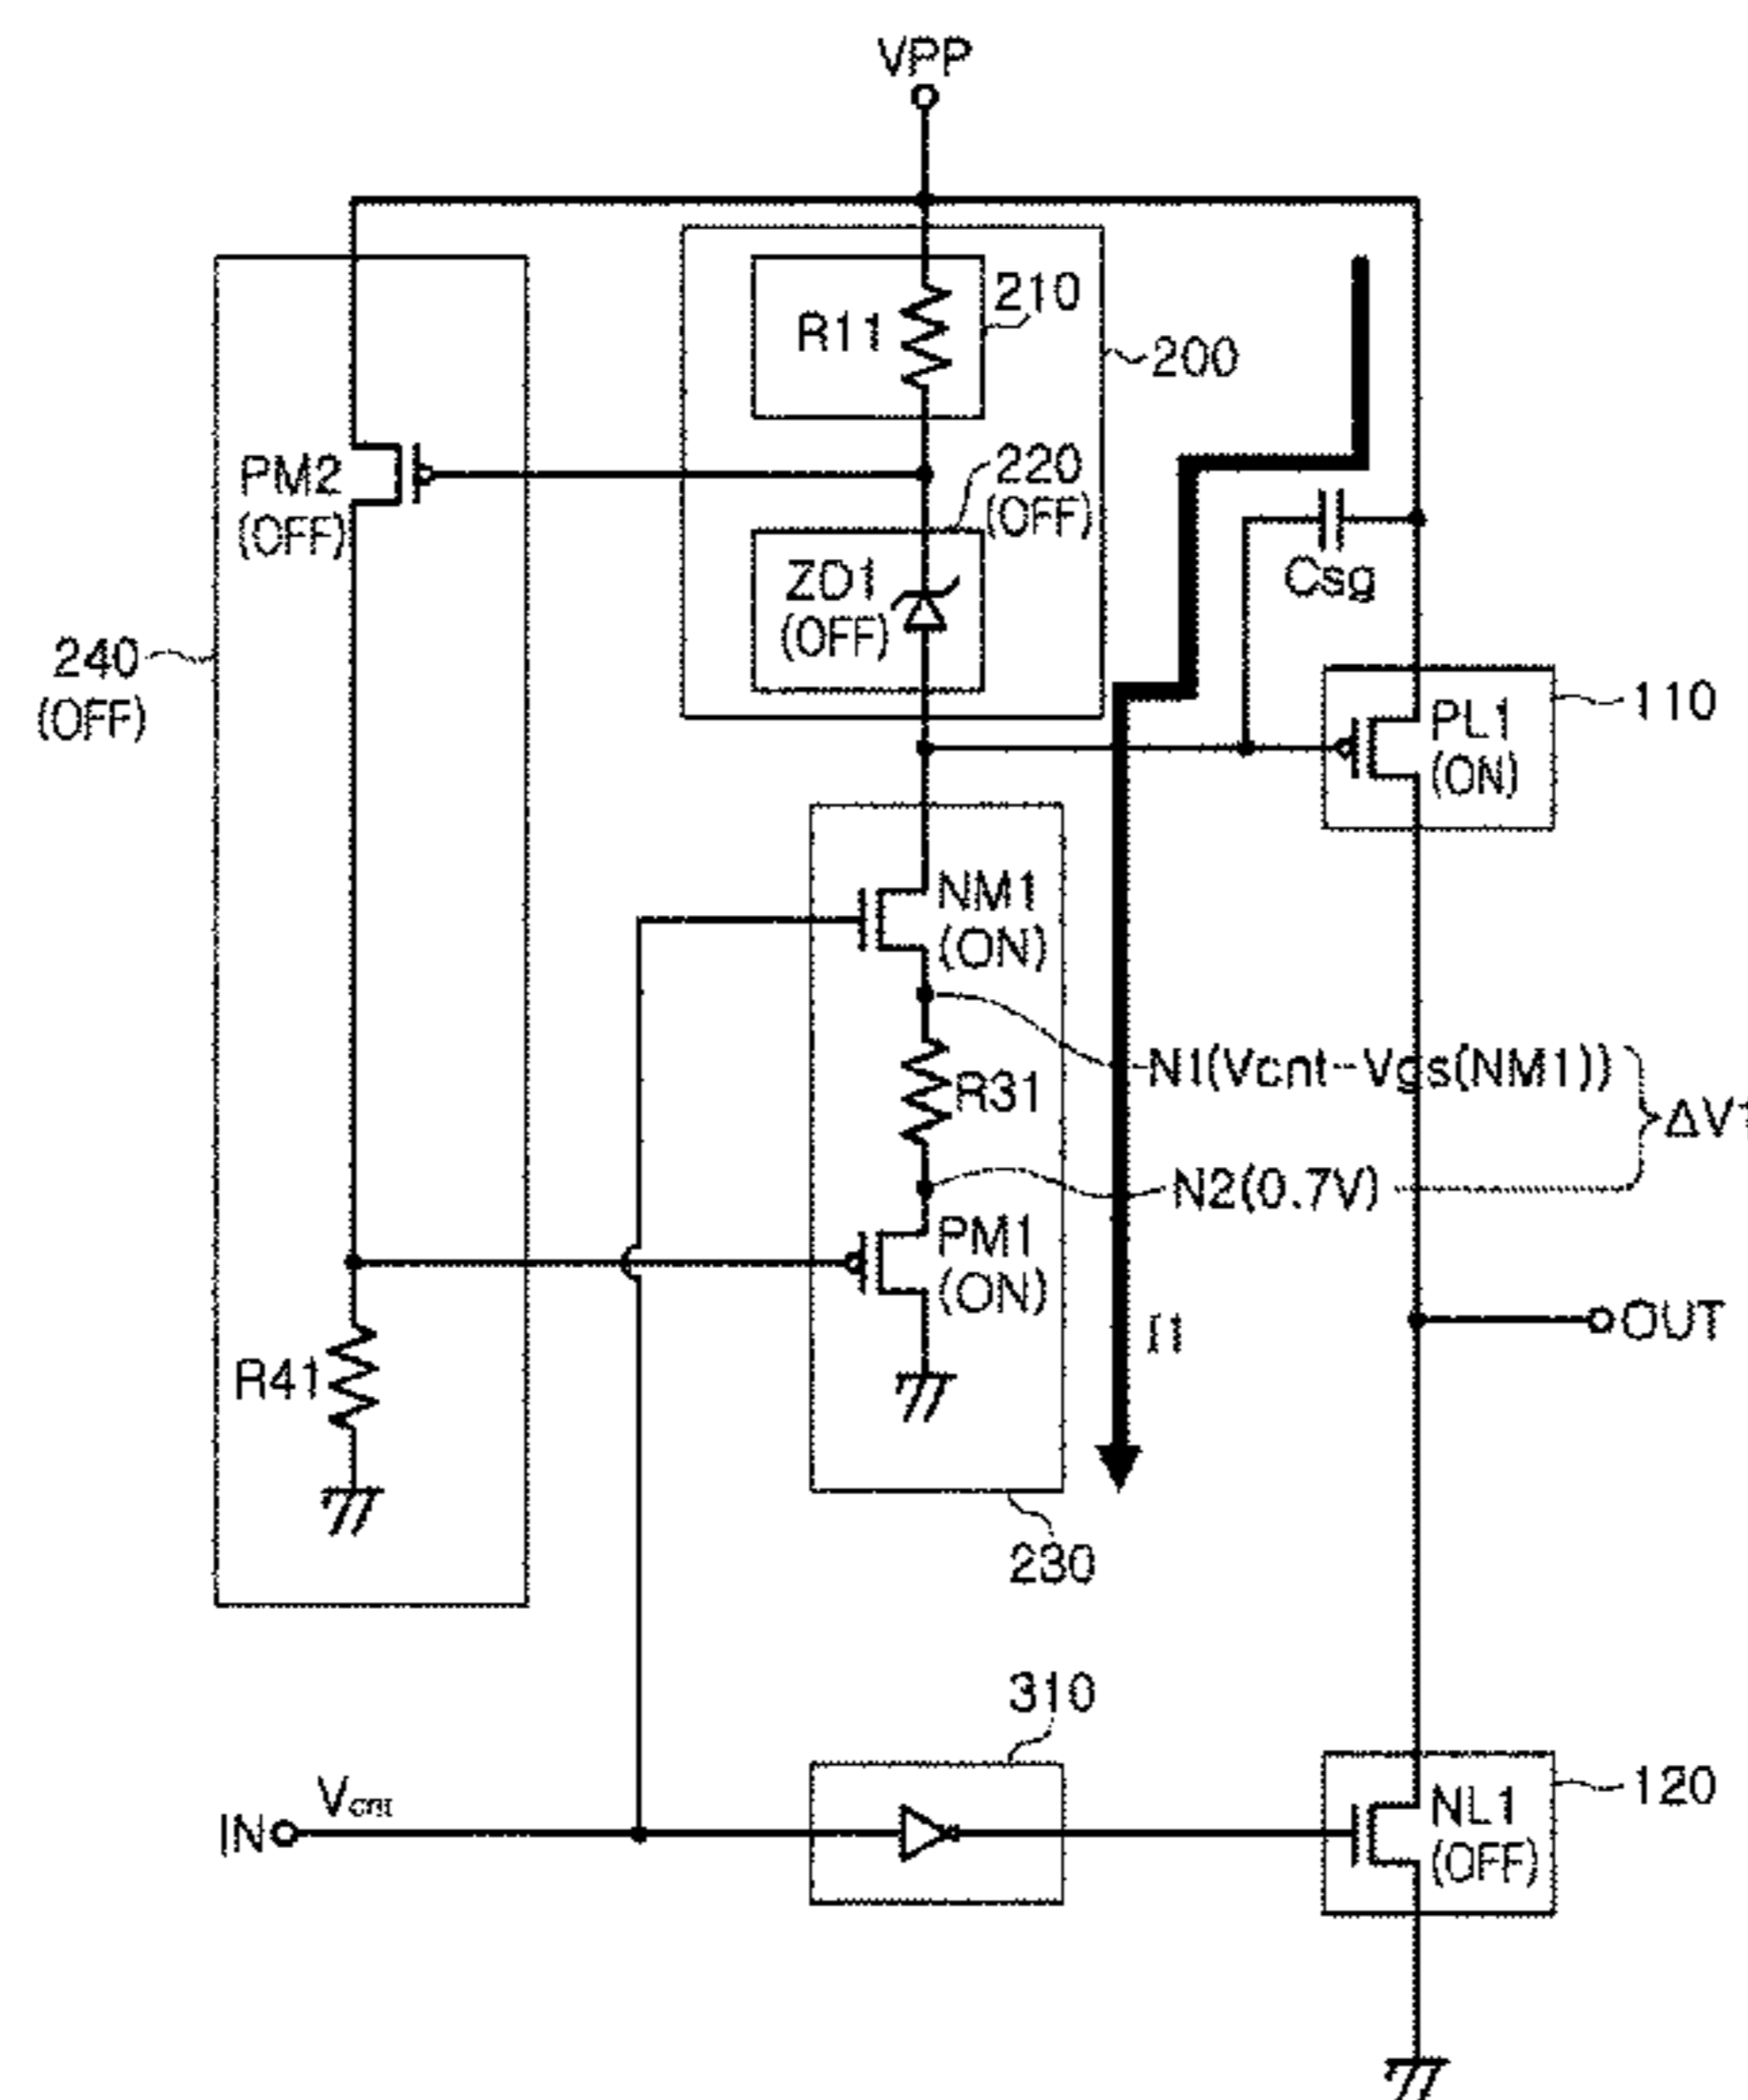 VPP
R11
210
200
PM2
(OFF)
220
(OFF)
ZD1
(OFF)
Csg
240
(OFF)
110
PL1
(ON)
NM1
(ON)
N1(Vcnt-Vgs(NM1))
R31
ΔV1
N2(0.7V)
PM1
(ON)
I1
OUT
R41
230
310
Vcnt
IN
120
NL1
(OFF)